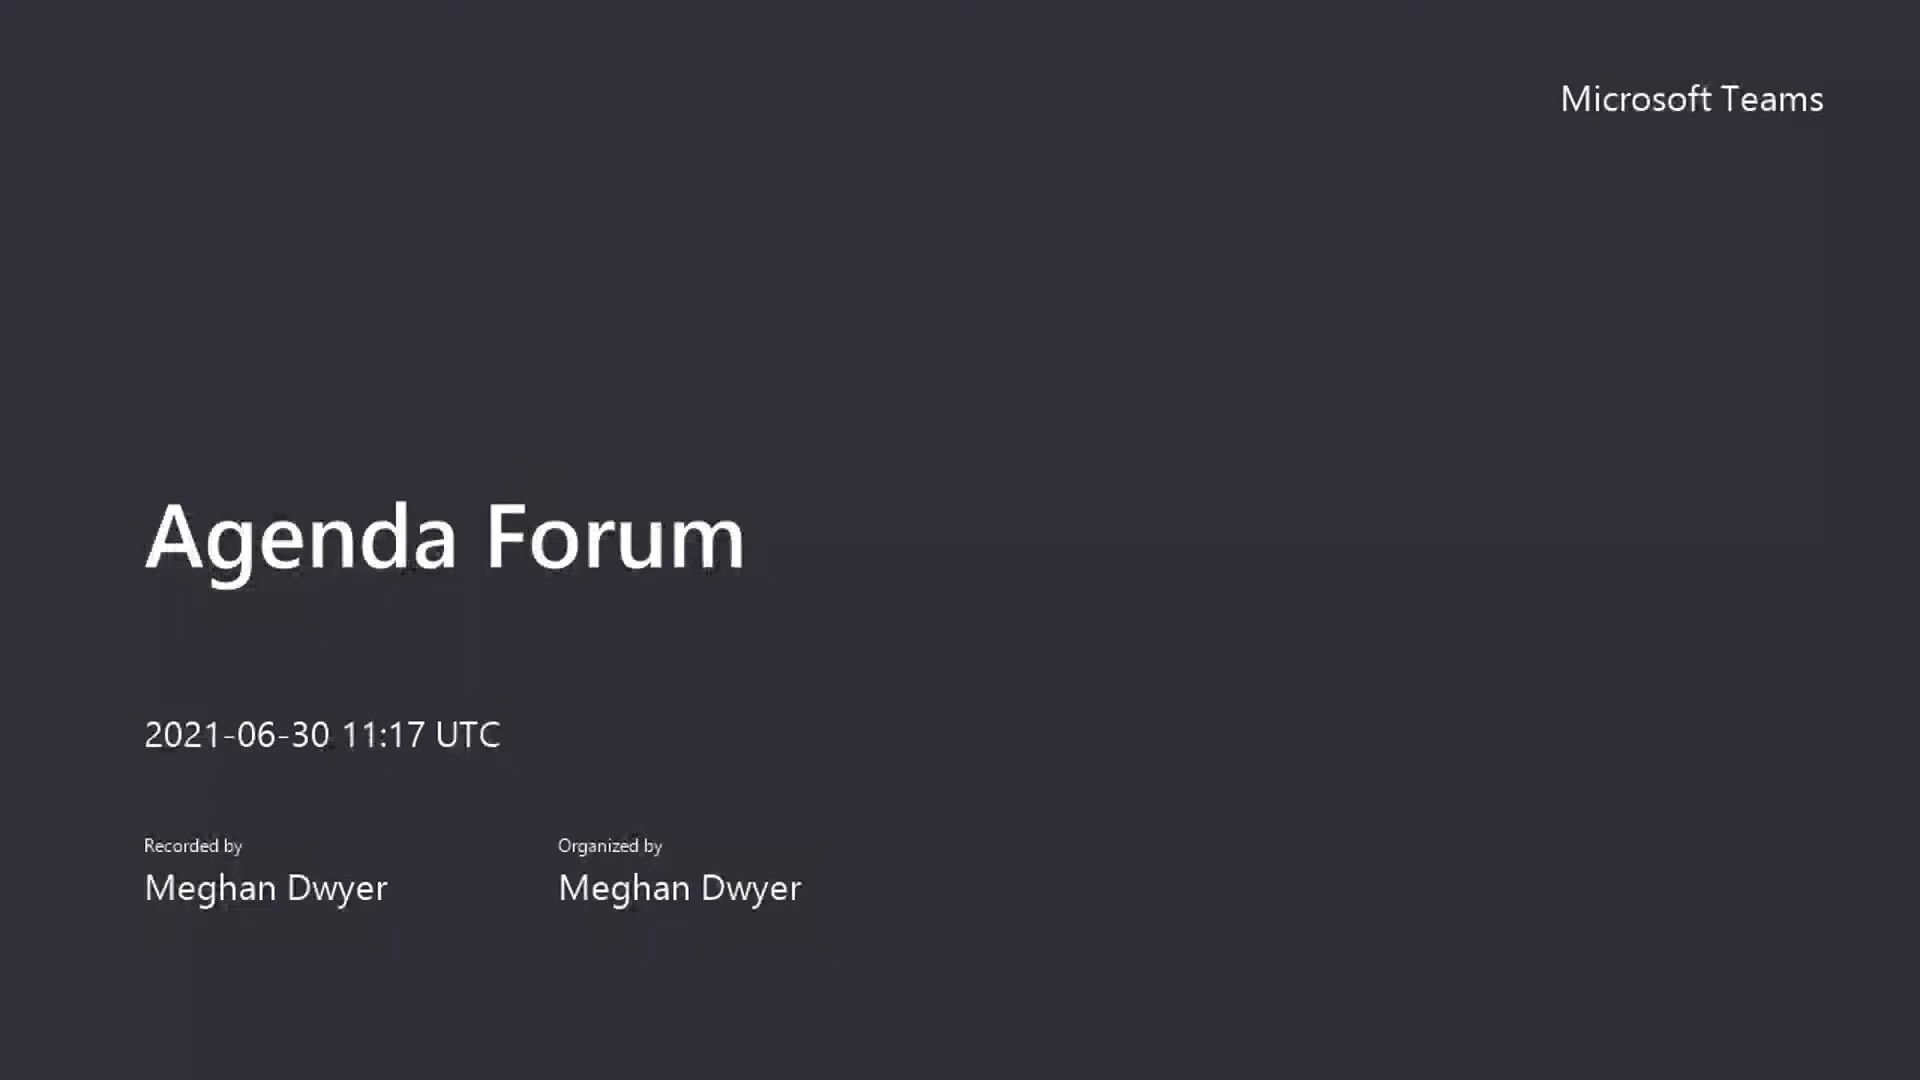 Microsoft Teams
Agenda Forum
2021-06-30 11:17 UTC
Recorded by
Meghan Dwyer
Organized by
Meghan Dwyer